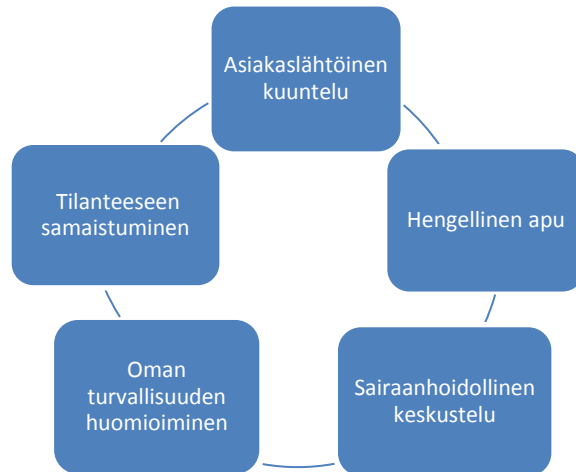 Asiakaslähtöinen
kuuntelu
Hengellinen apu
Sairaanhoidollinen
keskustelu
Oman
turvallisuuden
huomioiminen
Tilanteeseen
samaistuminen